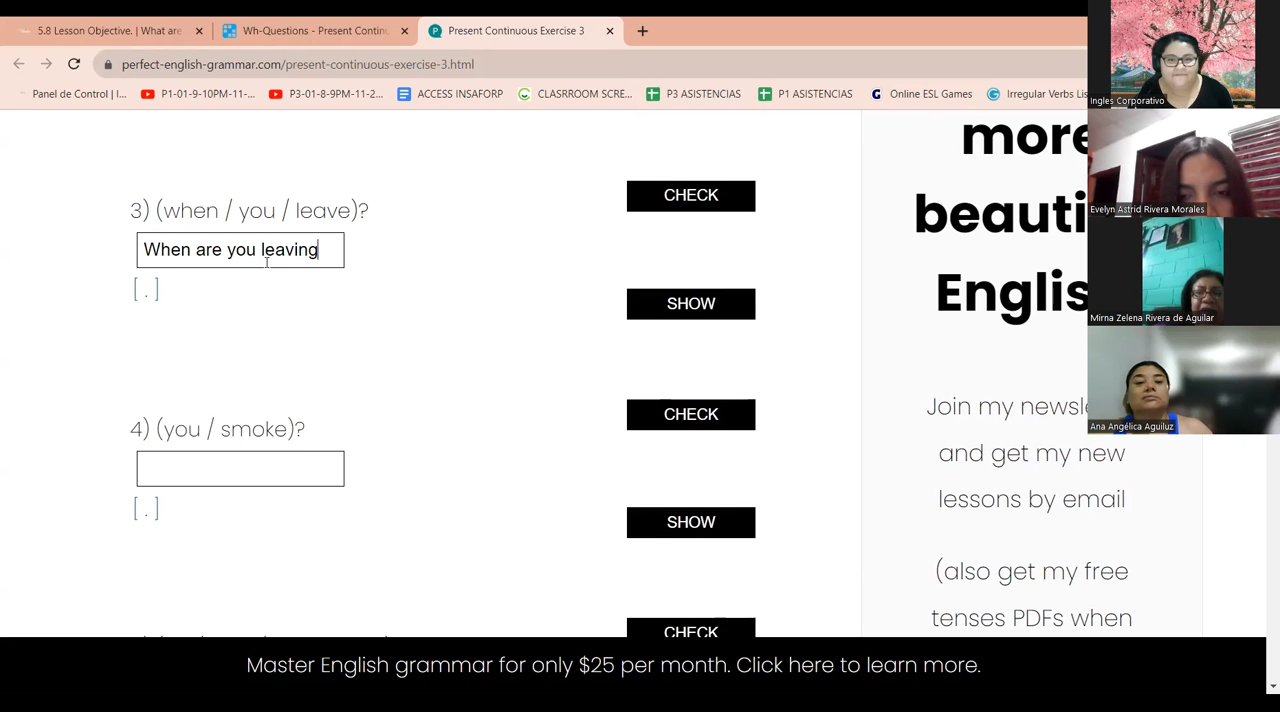 5.8 Lesson Objective. | What are
Wh-Questions - Present Contin
Present Continuous Exercise 3
perfect-english-grammar.com/present-continuous-exercise-3.html
Panel de Control | I...
P1-01-9-10PM-11-...
P3-01-8-9PM-11-2...
ACCESS INSAFORP
CLASRROOM SCRE...
P3 ASISTENCIAS
P1 ASISTENCIAS
Online ESL Games
Irregular Verbs Lis
Ingles Corporativo
Evelyn Astrid Rivera Morales
Mirna Zelena Rivera de Aguilar
Ana Angélica Aguiluz
3) (when / you / leave)?
When are you leaving
[ . ]
CHECK
SHOW
4) (you / smoke)?
[ . ]
CHECK
SHOW
CHECK
more
beauti
Englis
Join my newsle
and get my new
lessons by email
(also get my free
tenses PDFs when
Master English grammar for only $25 per month. Click here to learn more.